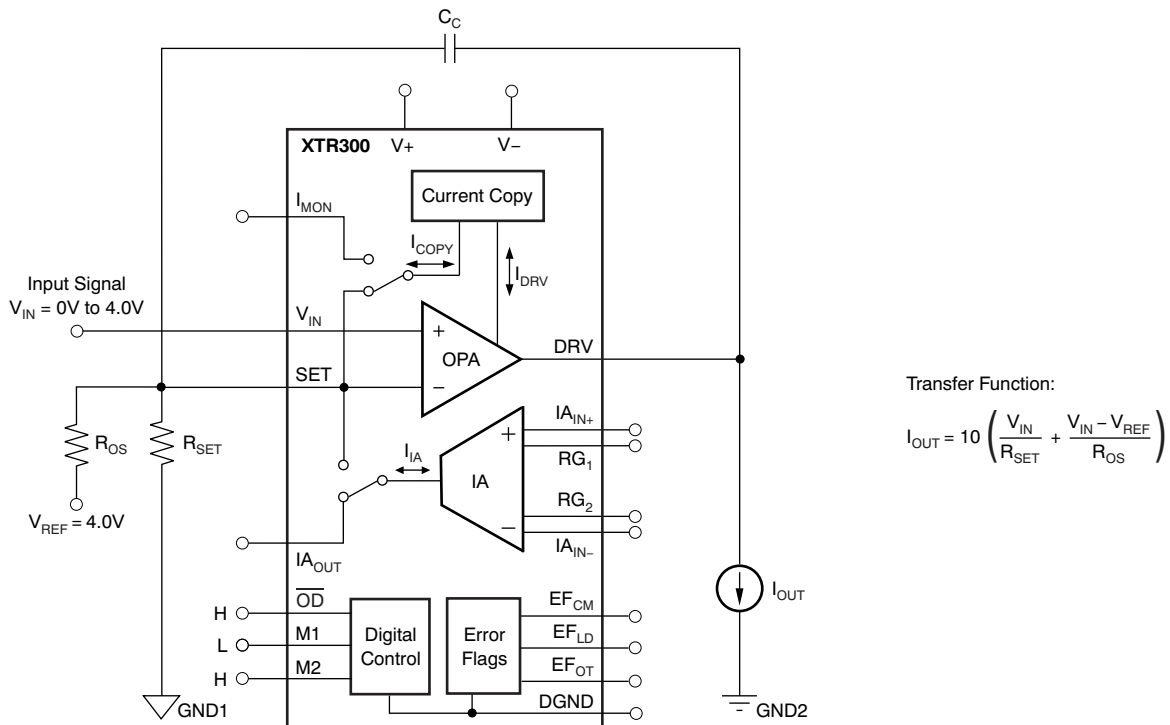 C_C
XTR300
V+
V−
Current Copy
I_MON
I_COPY
I_DRV
Input Signal
V_IN = 0V to 4.0V
V_IN
+
OPA
−
DRV
SET
R_OS
R_SET
V_REF = 4.0V
I_IA
+
IA
−
IA_IN+
RG_1
RG_2
IA_IN−
IA_OUT
Transfer Function:
I_OUT = 10 ( V_IN / R_SET + V_IN − V_REF / R_OS )
I_OUT
H
OD
L
M1
H
M2
Digital
Control
Error
Flags
EF_CM
EF_LD
EF_OT
DGND
GND1
GND2